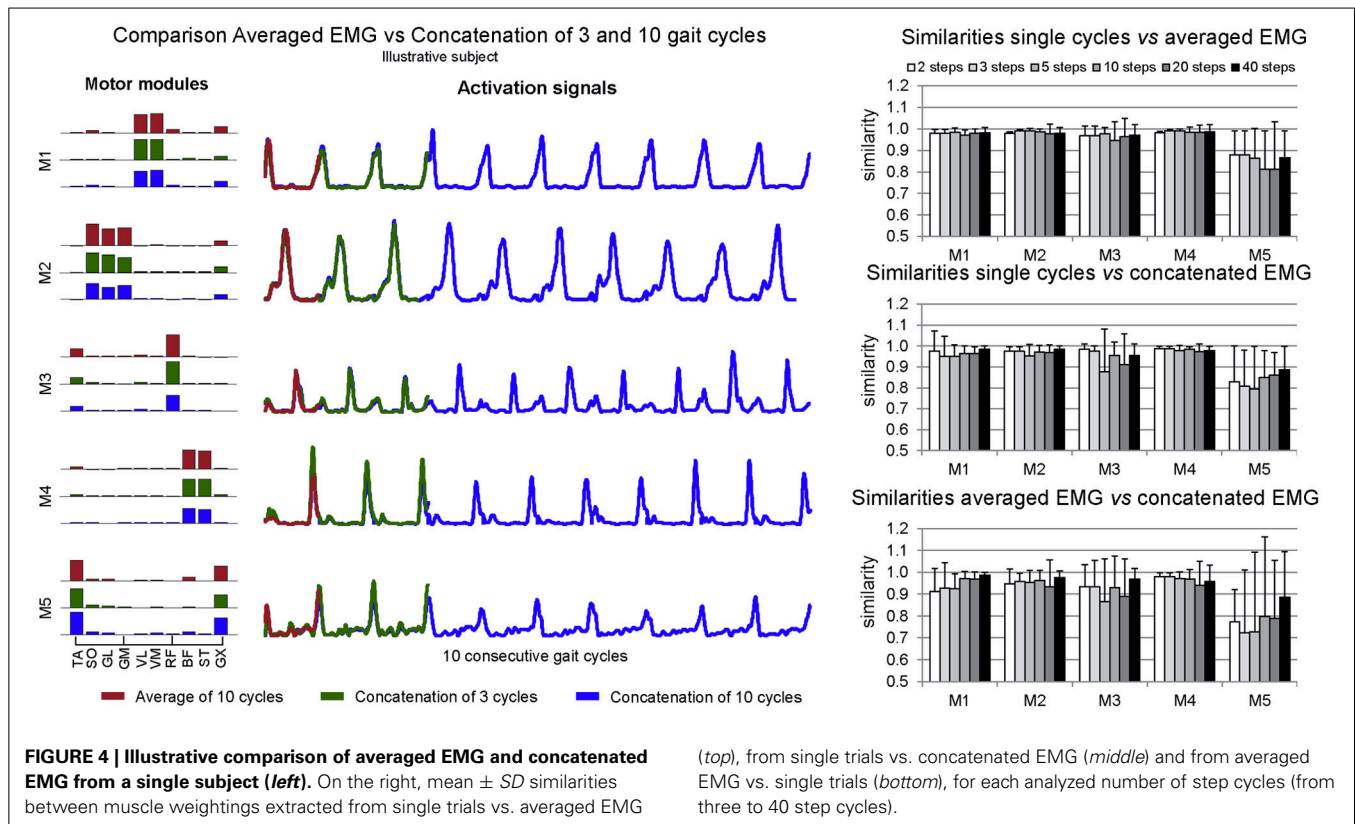 Comparison Averaged EMG vs Concatenation of 3 and 10 gait cycles
Illustrative subject
Motor modules
Activation signals
M1
M2
M3
M4
M5
TA SO GL GM VL VM RF BF ST GX
10 consecutive gait cycles
Average of 10 cycles
Concatenation of 3 cycles
Concatenation of 10 cycles
Similarities single cycles vs averaged EMG
2 steps 3 steps 5 steps 10 steps 20 steps 40 steps
similarity
1.2
1.1
1.0
0.9
0.8
0.7
0.6
0.5
M1 M2 M3 M4 M5
Similarities single cycles vs concatenated EMG
similarity
1.2
1.1
1.0
0.9
0.8
0.7
0.6
0.5
M1 M2 M3 M4 M5
Similarities averaged EMG vs concatenated EMG
similarity
1.2
1.1
1.0
0.9
0.8
0.7
0.6
0.5
M1 M2 M3 M4 M5
FIGURE 4 | Illustrative comparison of averaged EMG and concatenated
EMG from a single subject (left). On the right, mean ± SD similarities
between muscle weightings extracted from single trials vs. averaged EMG
(top), from single trials vs. concatenated EMG (middle) and from averaged
EMG vs. single trials (bottom), for each analyzed number of step cycles (from
three to 40 step cycles).